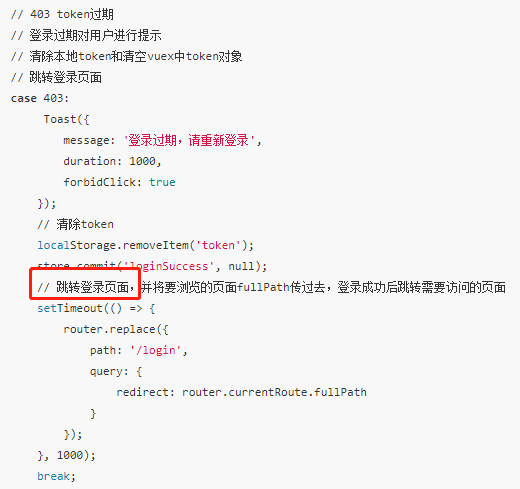 // 403 token过期
// 登录过期对用户进行提示
// 清除本地token和清空vuex中token对象
// 跳转登录页面
case 403:
Toast({
message: '登录过期，请重新登录',
duration: 1000,
forbidClick: true
});
// 清除token
localStorage.removeItem('token');
store.commit('loginSuccess', null);
// 跳转登录页面，并将要浏览的页面fullPath传过去，登录成功后跳转需要访问的页面
setTimeout(() => {
router.replace({
path: '/login',
query: {
redirect: router.currentRoute.fullPath
}
});
}, 1000);
break;